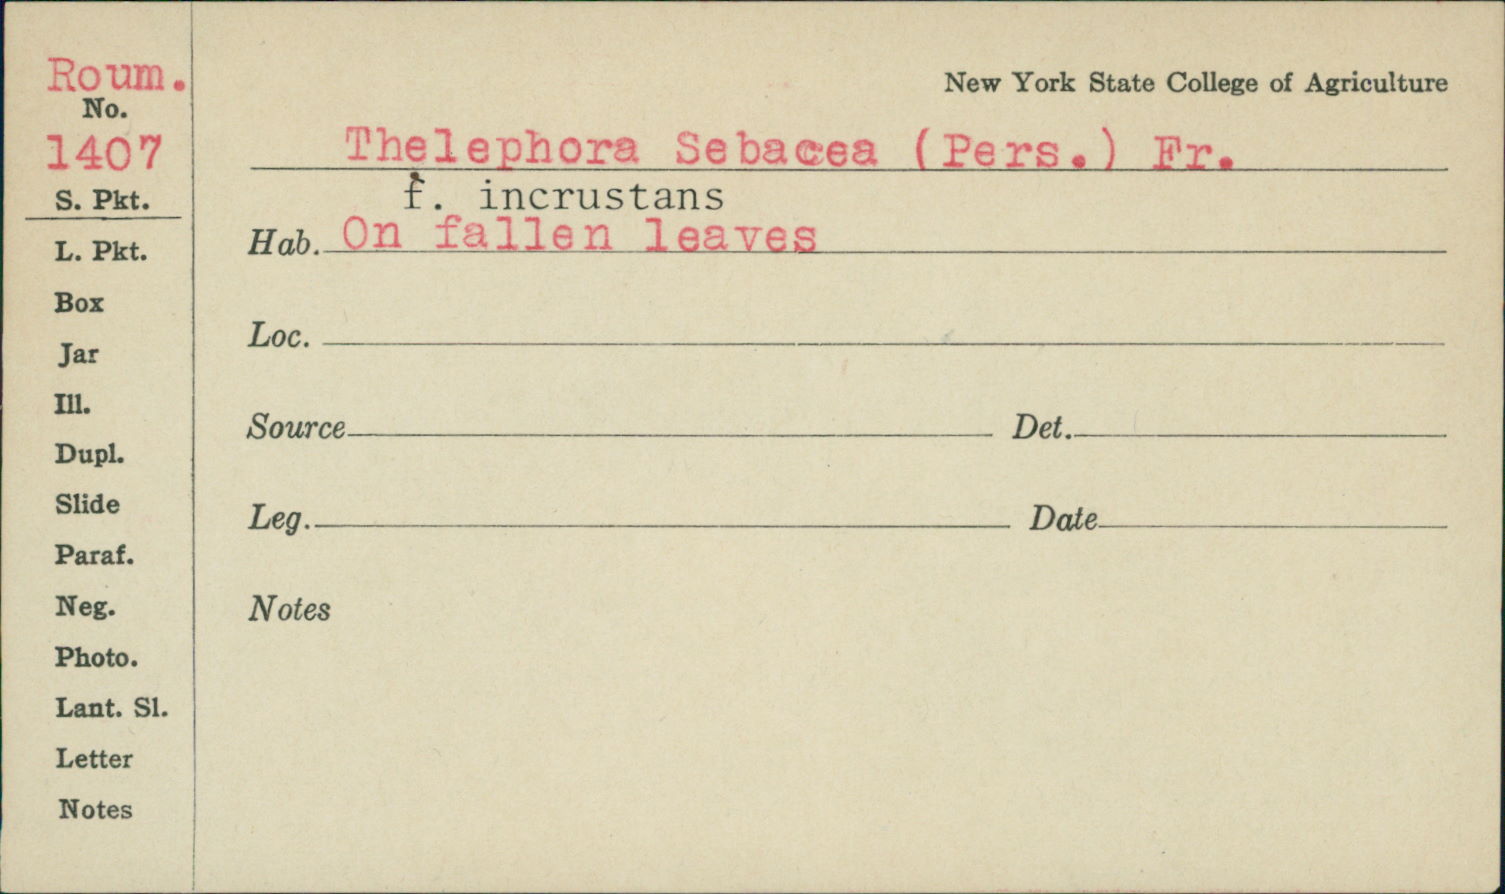 Roum.
No.
1407
S. Pkt.
L. Pkt.
Box
Jar
Ill.
Dupl.
Slide
Paraf.
Neg.
Photo.
Lant. Sl.
Letter
Notes
New York State College of Agriculture
Thelephora Sebacea (Pers.) Fr.
f. incrustans
Hab. On fallen leaves
Loc.
Source Det.
Leg. Date
Notes